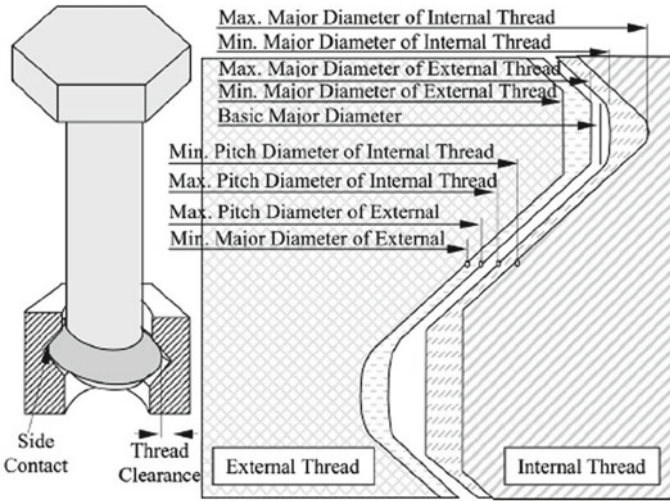 Max. Major Diameter of Internal Thread
Min. Major Diameter of Internal Thread
Max. Major Diameter of External Thread
Min. Major Diameter of External Thread
Basic Major Diameter
Min. Pitch Diameter of Internal Thread
Max. Pitch Diameter of Internal Thread
Max. Pitch Diameter of External
Min. Major Diameter of External
Side
Contact
Thread
Clearance
External Thread
Internal Thread